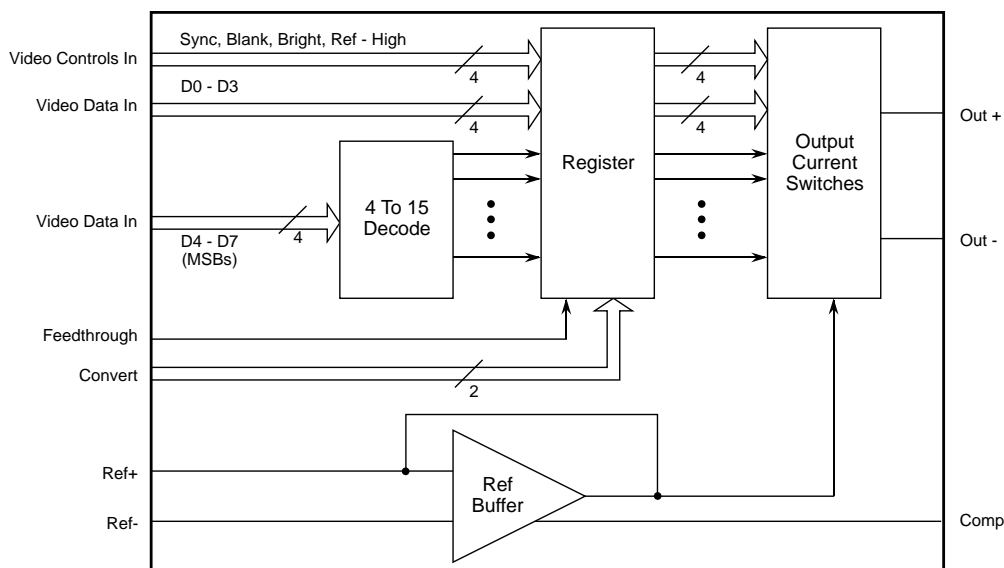 Video Controls In
Sync, Blank, Bright, Ref - High
4
4
Video Data In
D0 - D3
4
4
Out +
Register
Output
Current
Switches
4 To 15
Decode
Video Data In
4
D4 - D7
(MSBs)
Out -
Feedthrough
Convert
2
Ref+
Ref
Buffer
Ref-
Comp